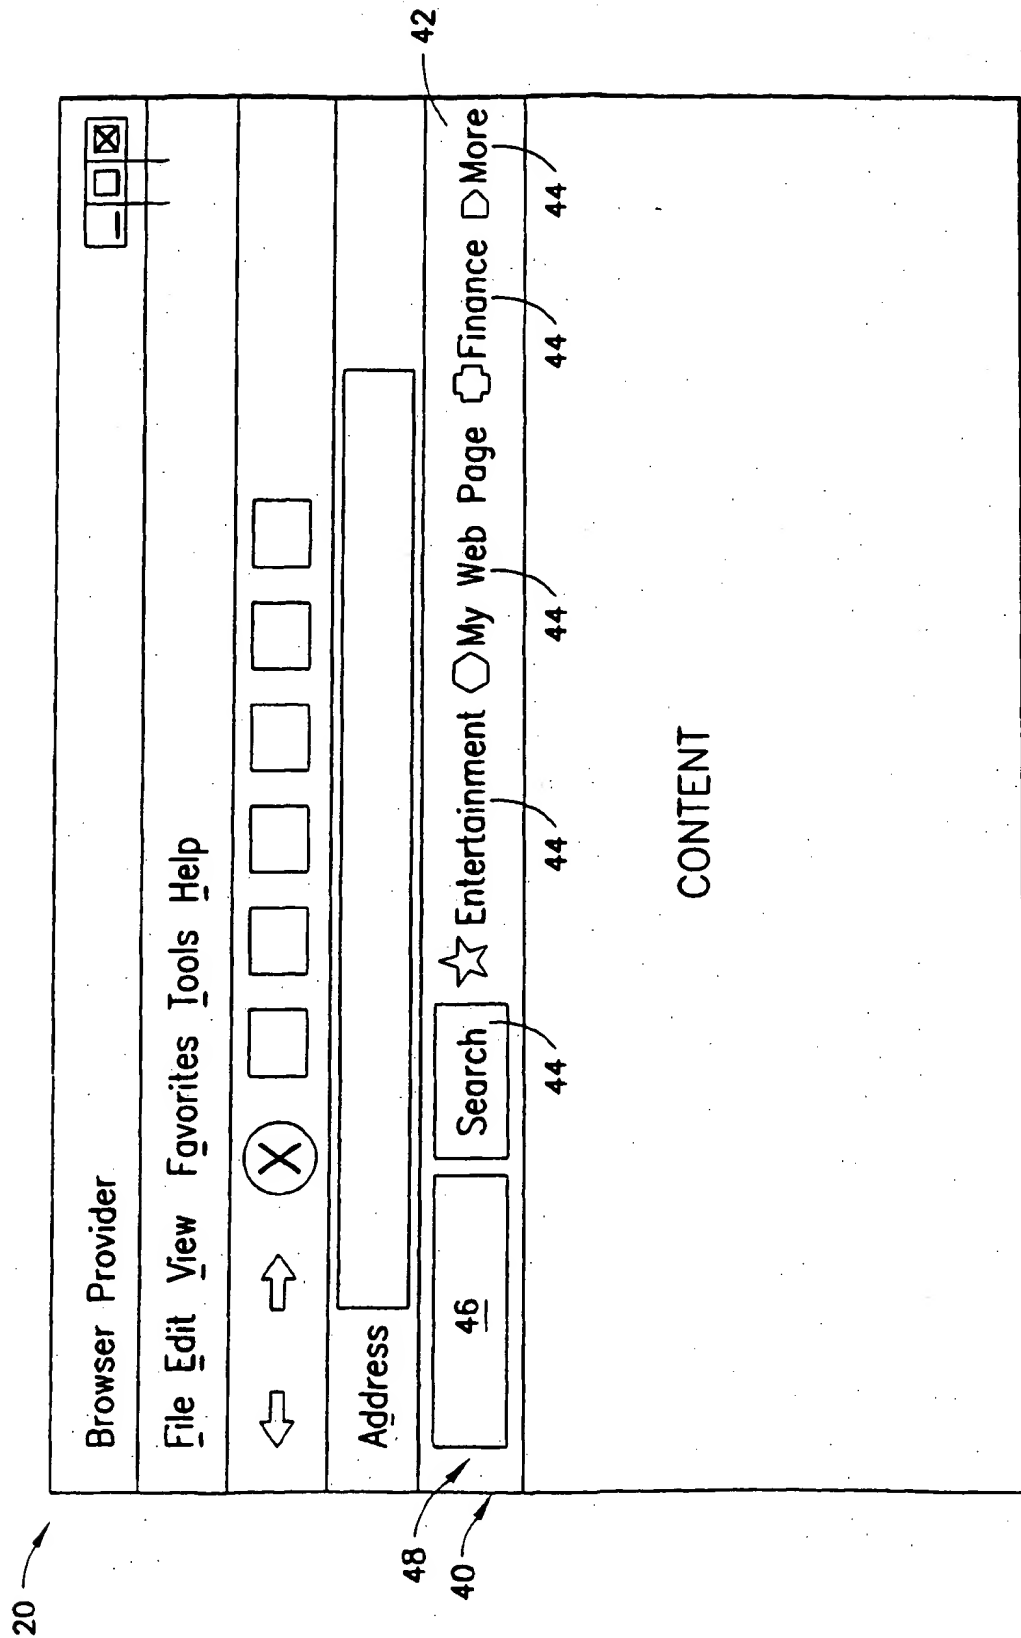 20
Browser Provider
File Edit View Favorites Tools Help
X
Address
42
48
40
46 Search Entertainment My Web Page Finance More
44 44 44 44 44
CONTENT